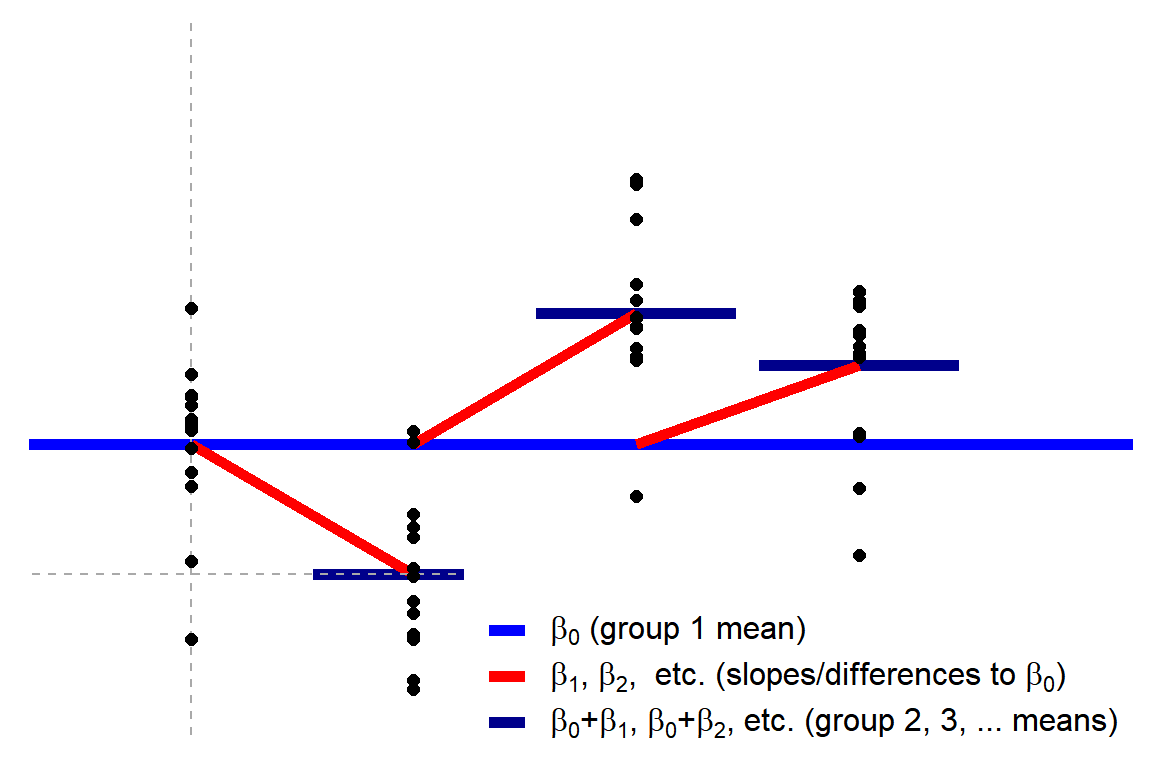 β₀ (group 1 mean)
β₁, β₂,  etc. (slopes/differences to β₀)
β₀+β₁, β₀+β₂, etc. (group 2, 3, ... means)